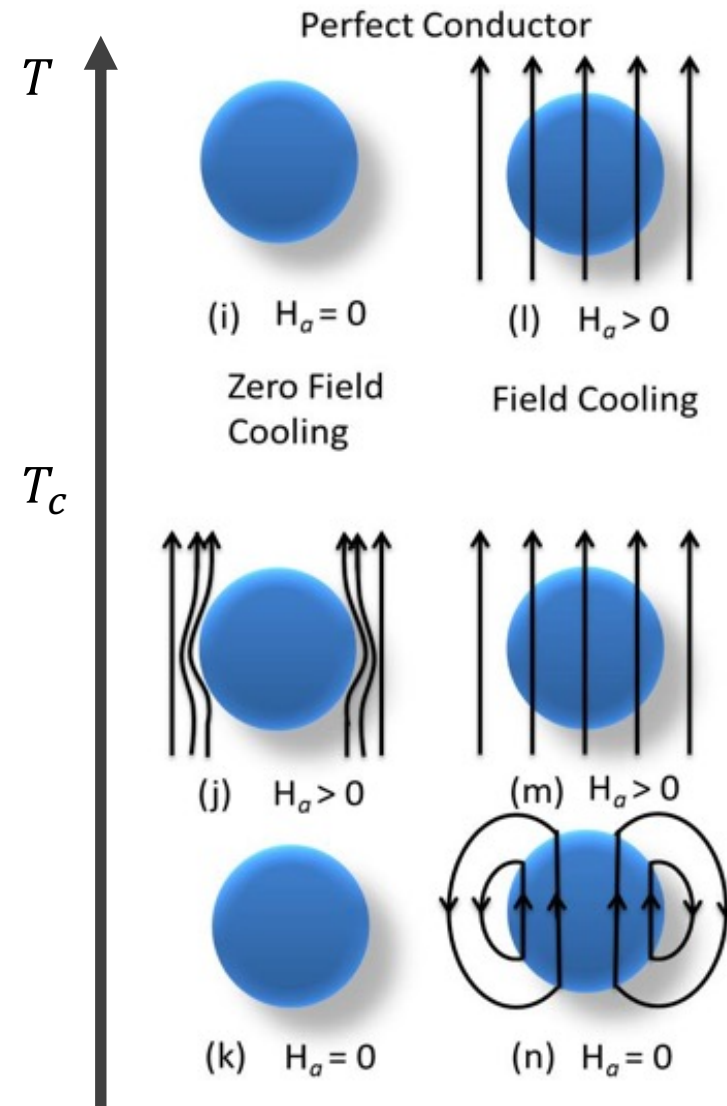 Perfect Conductor
T
(i) Hₐ = 0
(l) Hₐ > 0
Zero Field
Cooling
Field Cooling
T_c
(j) Hₐ > 0
(m) Hₐ > 0
(k) Hₐ = 0
(n) Hₐ = 0